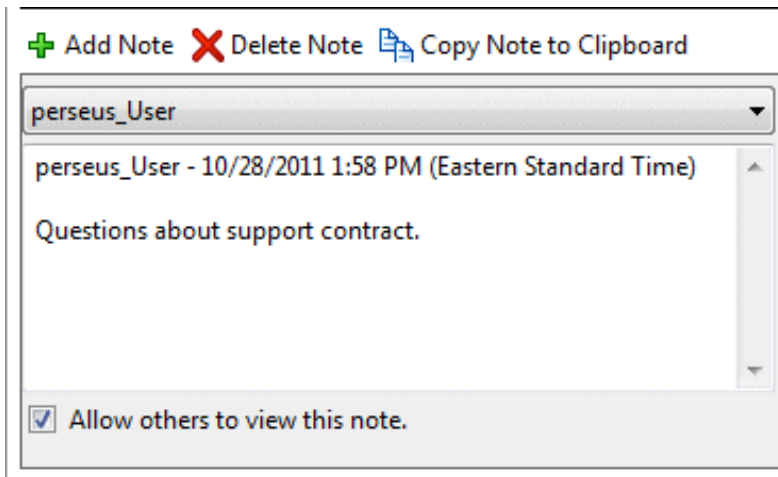 Add Note Delete Note Copy Note to Clipboard
perseus_User
perseus_User - 10/28/2011 1:58 PM (Eastern Standard Time)
Questions about support contract.
Allow others to view this note.